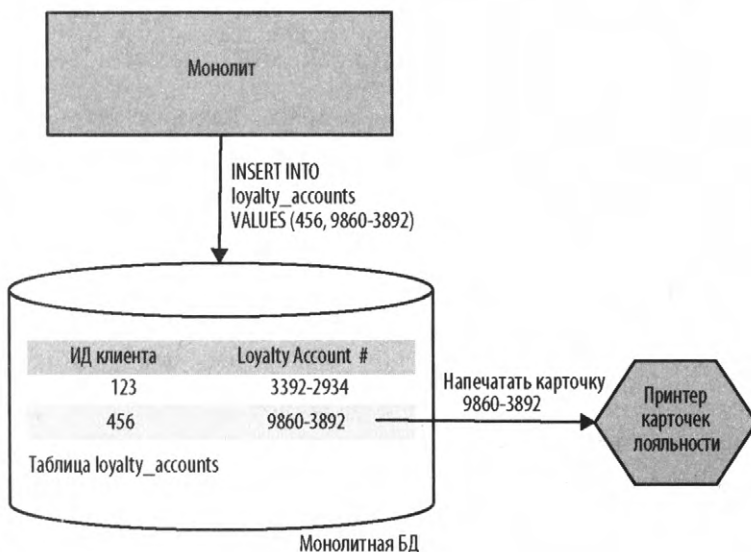 Монолит
INSERT INTO
loyalty_accounts
VALUES (456, 9860-3892)
ИД клиента Loyalty Account #
123 3392-2934
456 9860-3892
Таблица loyalty_accounts
Напечатать карточку
9860-3892
Принтер
карточек
лояльности
Монолитная БД